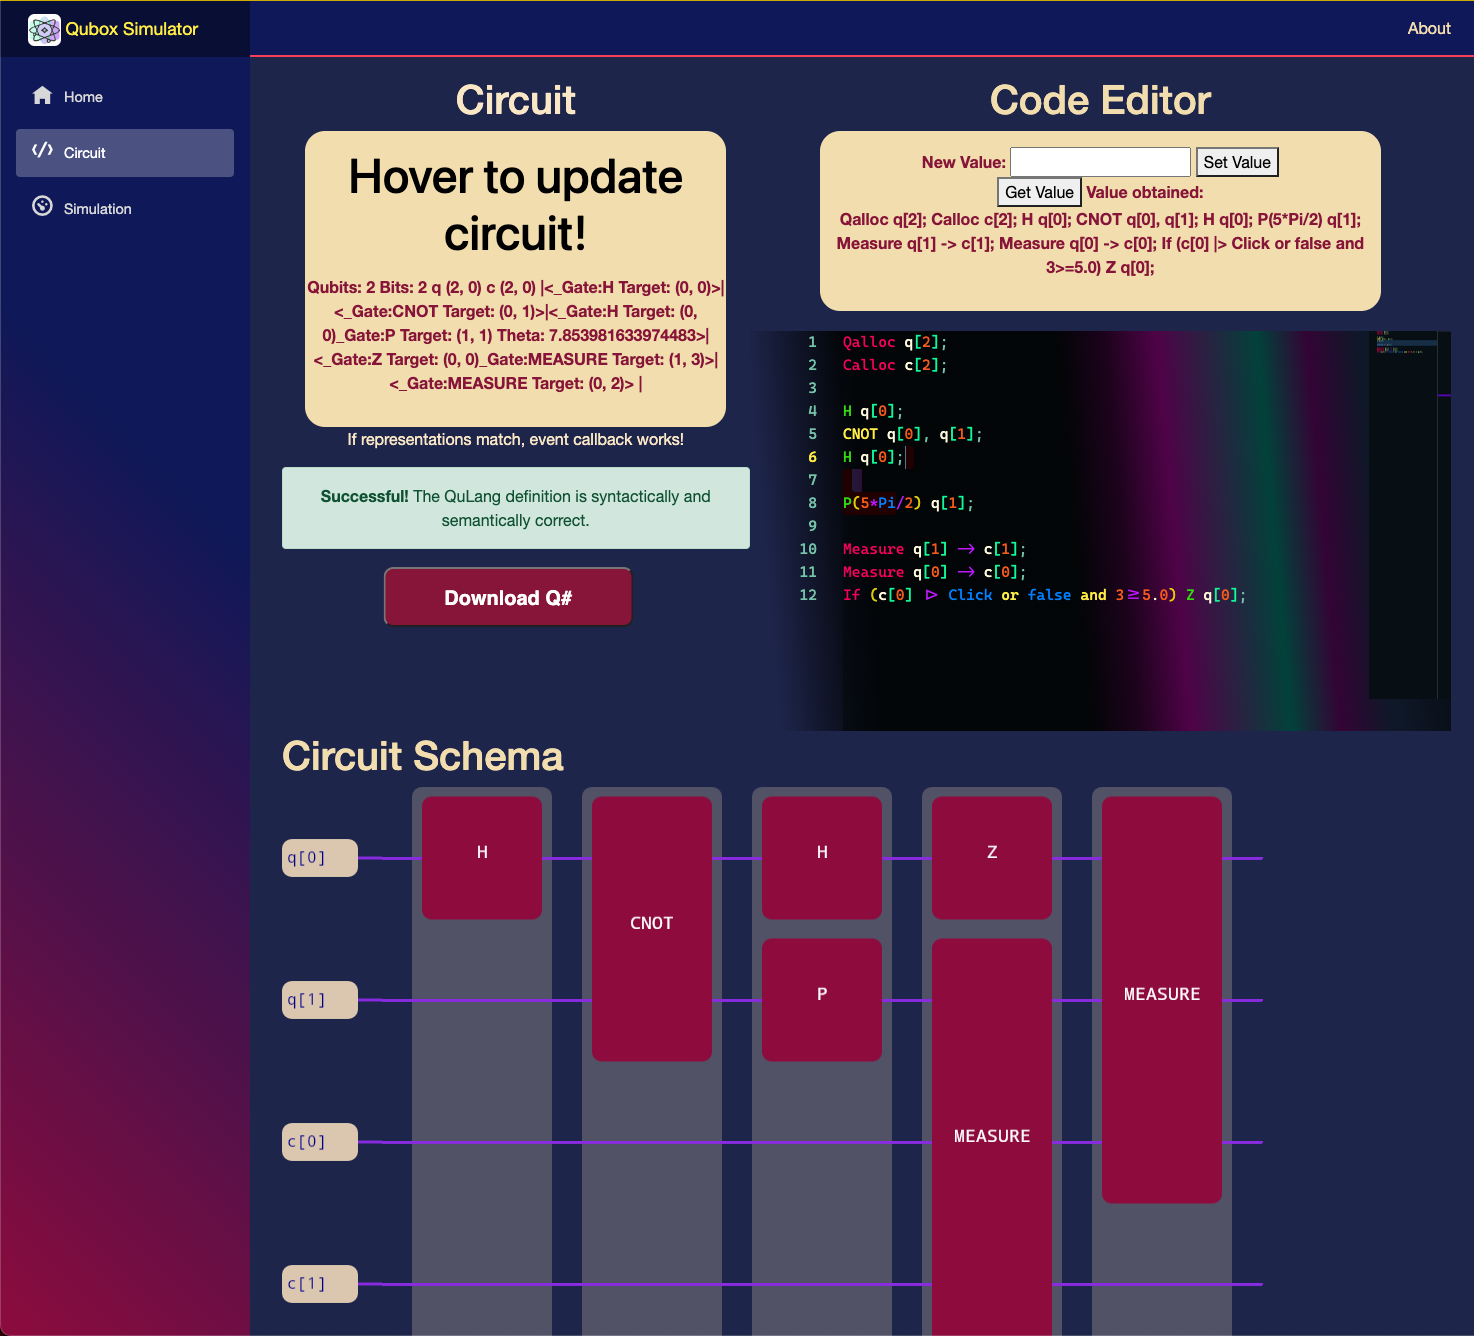 Qubox Simulator
About
Home
Circuit
Simulation
Circuit
Hover to update
circuit!
Qubits: 2 Bits: 2 q (2, 0) c (2, 0) |<_Gate:H Target: (0, 0)>|
<_Gate:CNOT Target: (0, 1)>|<_Gate:H Target: (0,
0)_Gate:P Target: (1, 1) Theta: 7.853981633974483>|
<_Gate:Z Target: (0, 0)_Gate:MEASURE Target: (1, 3)>|
<_Gate:MEASURE Target: (0, 2)> |
If representations match, event callback works!
Successful! The QuLang definition is syntactically and
semantically correct.
Download Q#
Code Editor
New Value: Set Value
Get Value Value obtained:
Qalloc q[2]; Calloc c[2]; H q[0]; CNOT q[0], q[1]; H q[0]; P(5*Pi/2) q[1];
Measure q[1] -> c[1]; Measure q[0] -> c[0]; If (c[0] |> Click or false and
3>=5.0) Z q[0];
1 Qalloc q[2];
2 Calloc c[2];
3
4 H q[0];
5 CNOT q[0], q[1];
6 H q[0];
7
8 P(5*Pi/2) q[1];
9
10 Measure q[1] → c[1];
11 Measure q[0] → c[0];
12 If (c[0] ▷ Click or false and 3≥5.0) Z q[0];
Circuit Schema
q[0] H H Z
CNOT
q[1] P MEASURE
c[0] MEASURE
c[1]